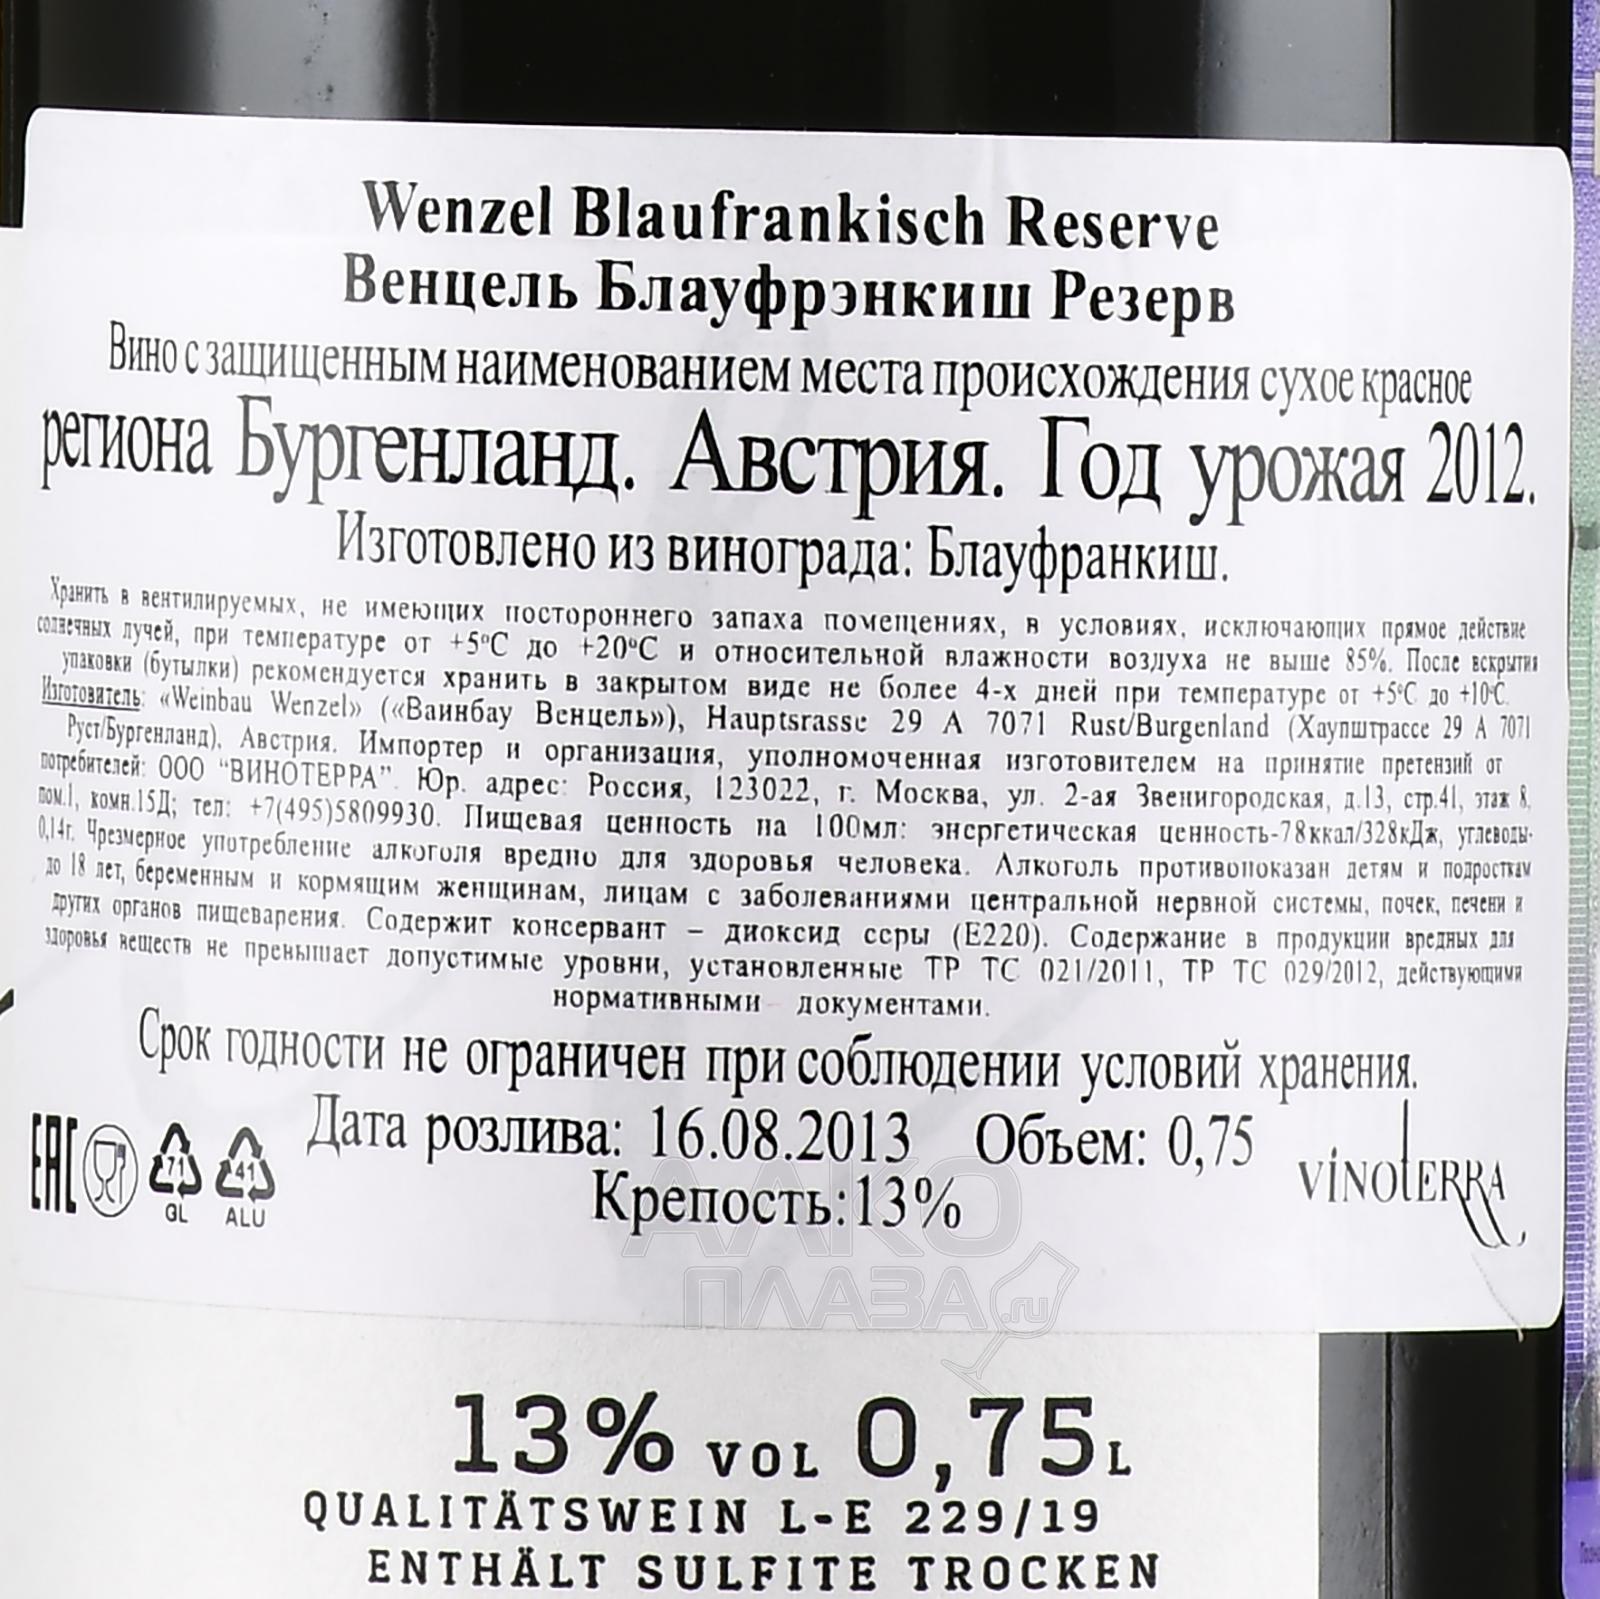 Wenzel Blaufrankisch Reserve
Венцель Блауфрэнкиш Резерв
Вино с защищенным наименованием места происхождения сухое красное
региона Бургенланд. Австрия. Год урожая 2012.
Изготовлено из винограда: Блауфранкиш.
Хранить в вентилируемых, не имеющих постороннего запаха помещениях, в условиях, исключающих прямое действие
солнечных лучей, при температуре от +5°С до +20°С и относительной влажности воздуха не выше 85%. После вскрытия
упаковки (бутылки) рекомендуется хранить в закрытом виде не более 4-х дней при температуре от +5°С до +10°С.
Изготовитель: «Weinbau Wenzel» («Ваинбау Венцель»), Hauptsrasse 29 A 7071 Rust/Burgenland (Хаупштрассе 29 А 7071
Руст/Бургенланд), Австрия. Импортер и организация, уполномоченная изготовителем на принятие претензий от
потребителей: ООО “ВИНОТЕРРА”. Юр. адрес: Россия, 123022, г. Москва, ул. 2-ая Звенигородская, д.13, стр.41, этаж 8,
пом.1, комн.15Д; тел: +7(495)5809930. Пищевая ценность на 100мл: энергетическая ценность-78ккал/328кДж, углеводы-
0,14г. Чрезмерное употребление алкоголя вредно для здоровья человека. Алкоголь противопоказан детям и подросткам
до 18 лет, беременным и кормящим женщинам, лицам с заболеваниями центральной нервной системы, почек, печени и
других органов пищеварения. Содержит консервант – диоксид серы (Е220). Содержание в продукции вредных для
здоровья веществ не превышает допустимые уровни, установленные ТР ТС 021/2011, ТР ТС 029/2012, действующими
нормативными документами.
Срок годности не ограничен при соблюдении условий хранения.
Дата розлива: 16.08.2013 Объем: 0,75
Крепость:13%
EAC
71
GL
41
ALU
VINOTERRA
АЛКО
ПЛАЗА
.ru
13% VOL 0,75L
QUALITÄTSWEIN L-E 229/19
ENTHÄLT SULFITE TROCKEN